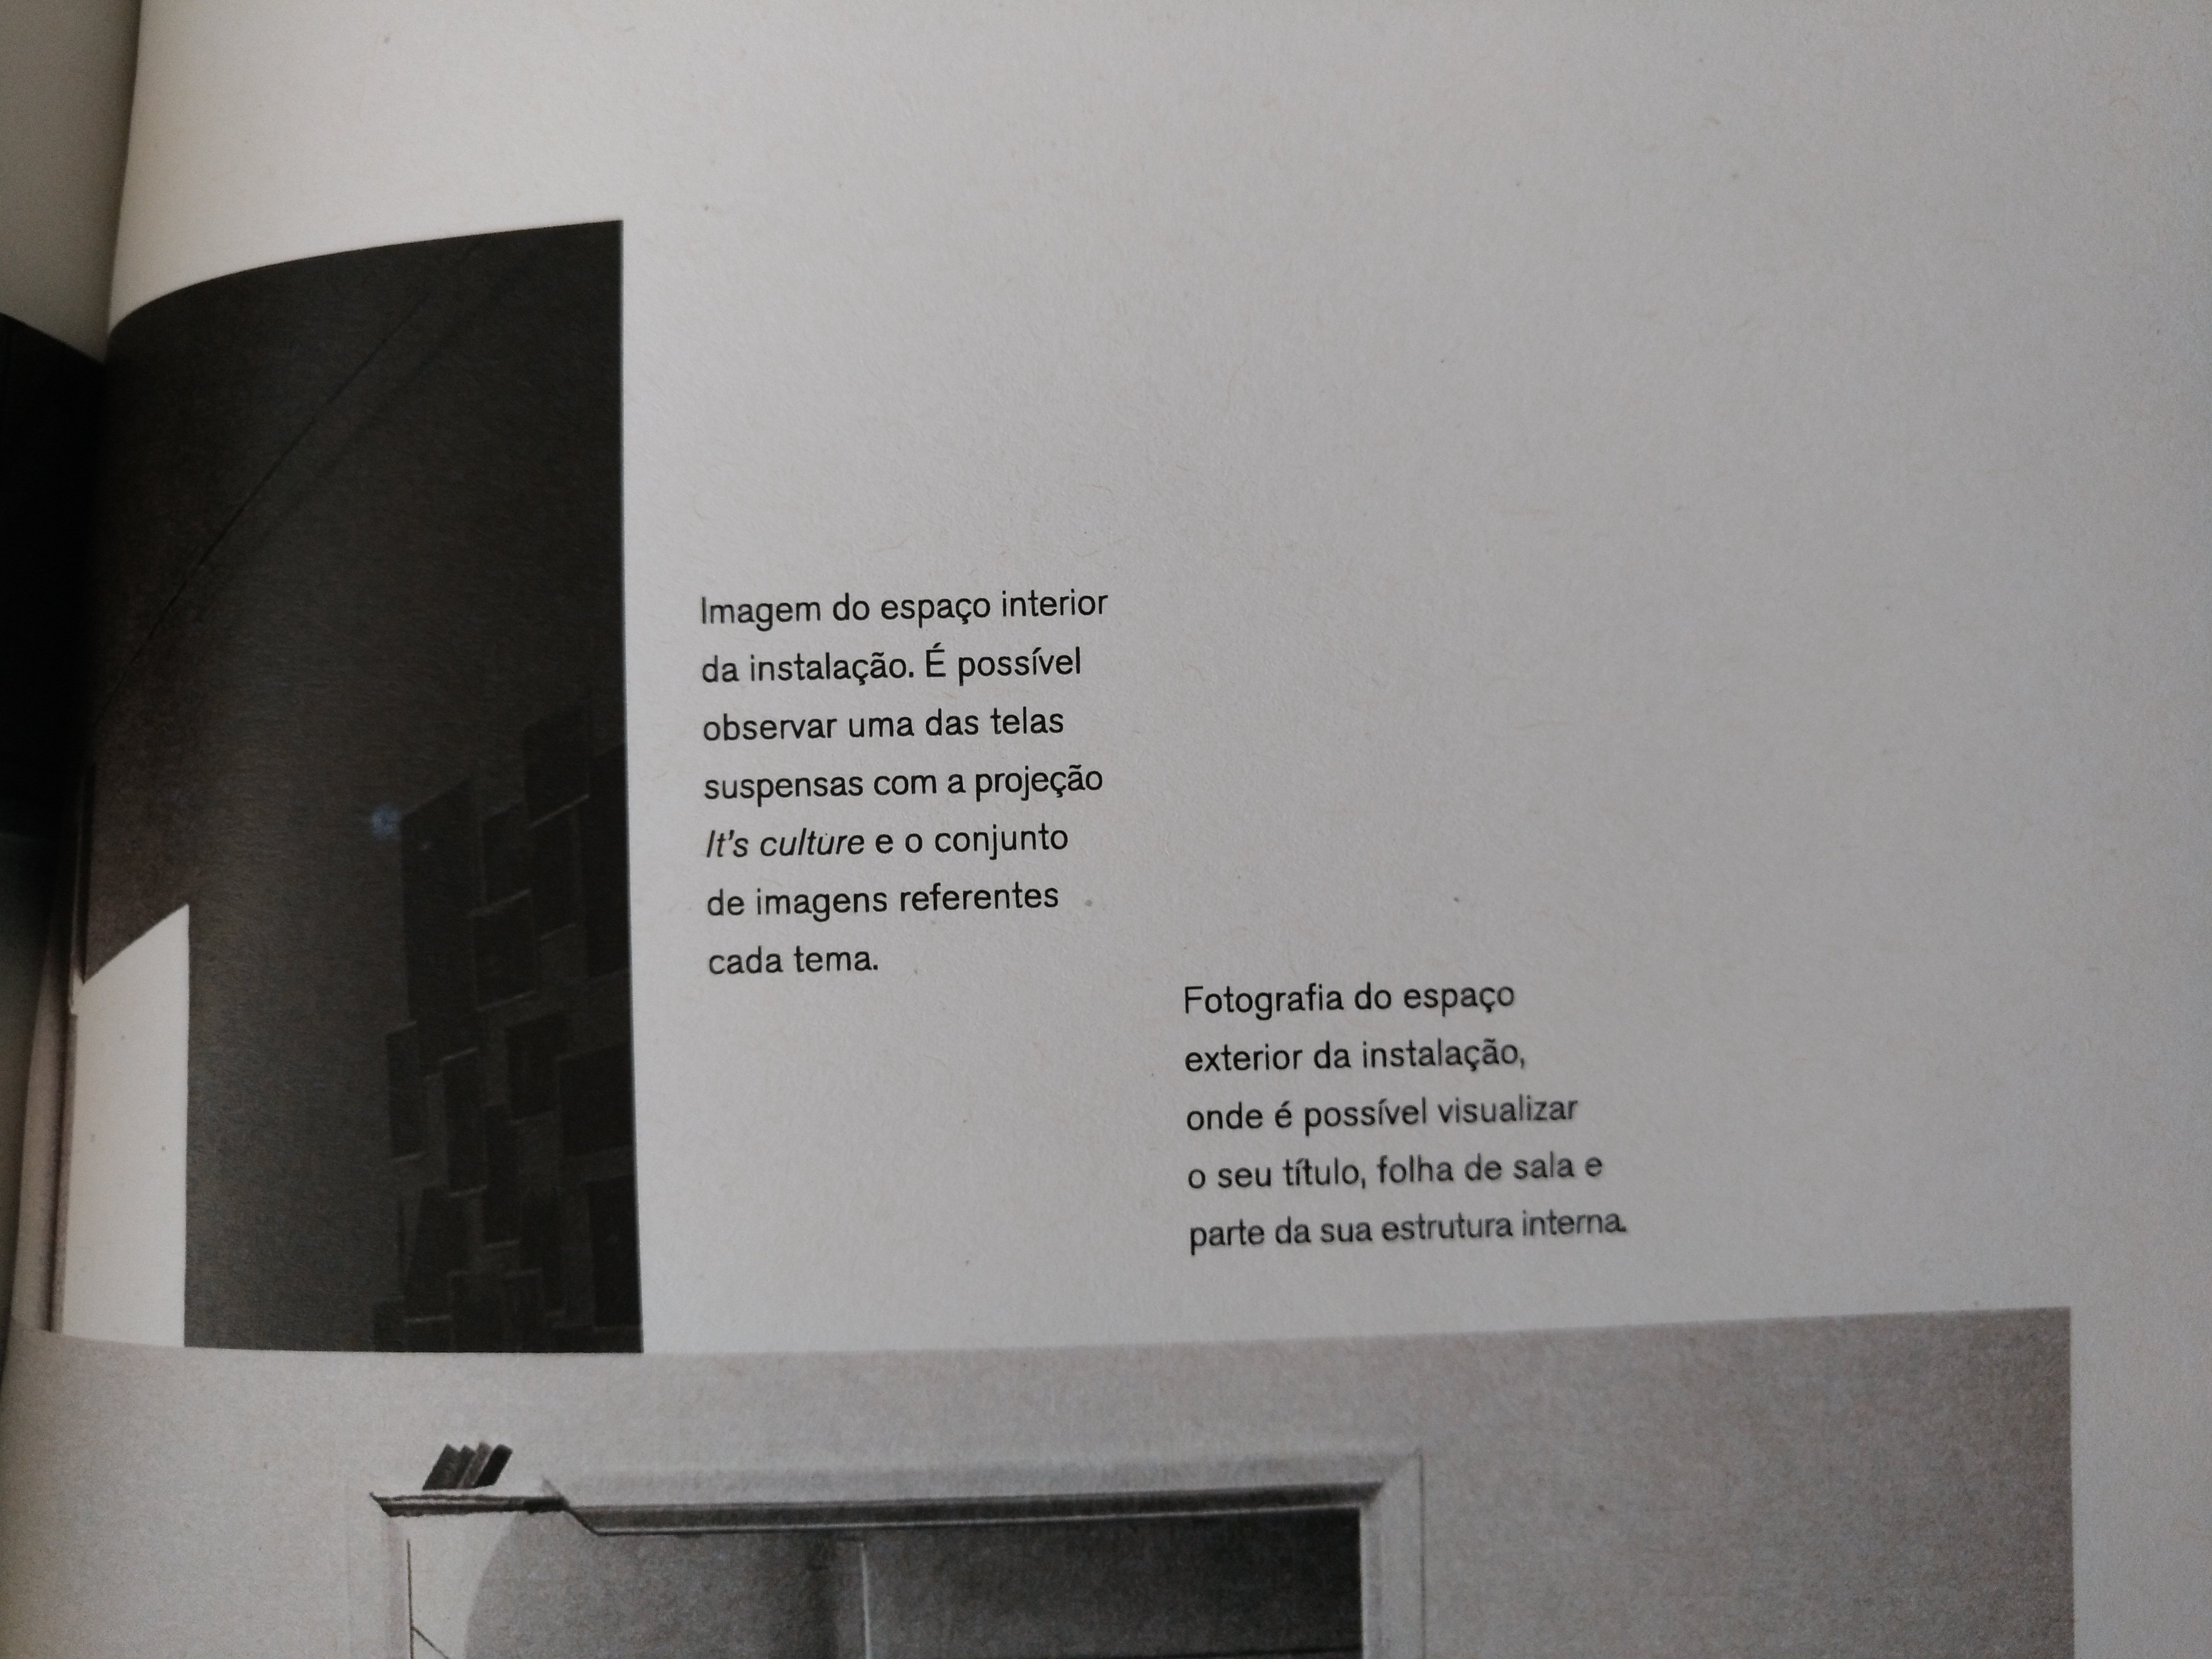 Imagem do espaço interior
da instalação. É possível
observar uma das telas
suspensas com a projeção
It's culture e o conjunto
de imagens referentes
cada tema.
Fotografia do espaço
exterior da instalação,
onde é possível visualizar
o seu título, folha de sala e
parte da sua estrutura interna.